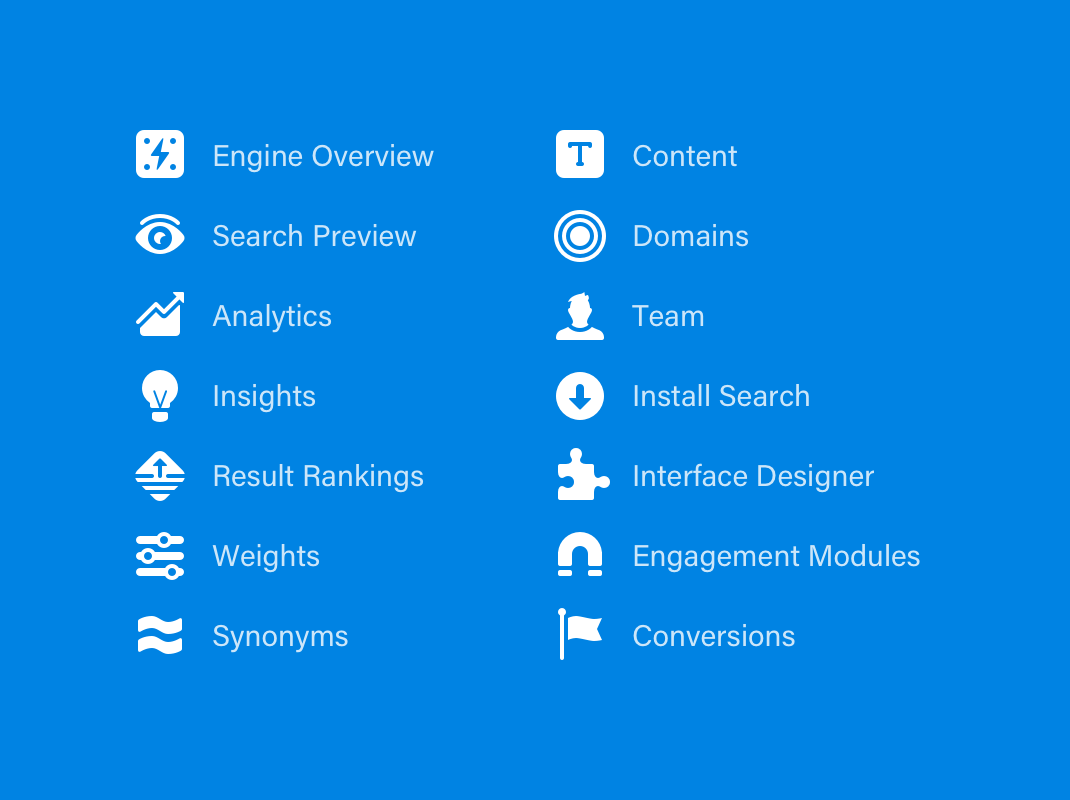 Engine Overview
Search Preview
Analytics
Insights
Result Rankings
Weights
Synonyms
T Content
Domains
Team
Install Search
Interface Designer
Engagement Modules
Conversions